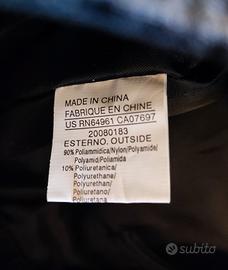 MADE IN CHINA
FABRIQUE EN CHINE
US RN64961 CA07697
20080183
ESTERNO. OUTSIDE
90% Poliammidica/Nylon/Polyamide/
Polyamid/Poliamida
10% Poliuretanica/
Polyurethane/
Polyurethan/
Poliuretano/
Poliuretana
subito